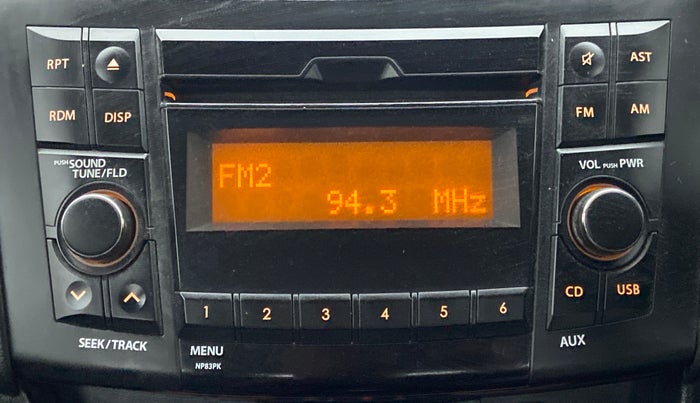 RPT
RDM
DISP
AST
FM
AM
PUSH SOUND
TUNE/FLD
VOL PUSH PWR
FM2
94.3 MHz
1 2 3 4 5 6
CD
USB
SEEK/TRACK
MENU
NP83PK
AUX